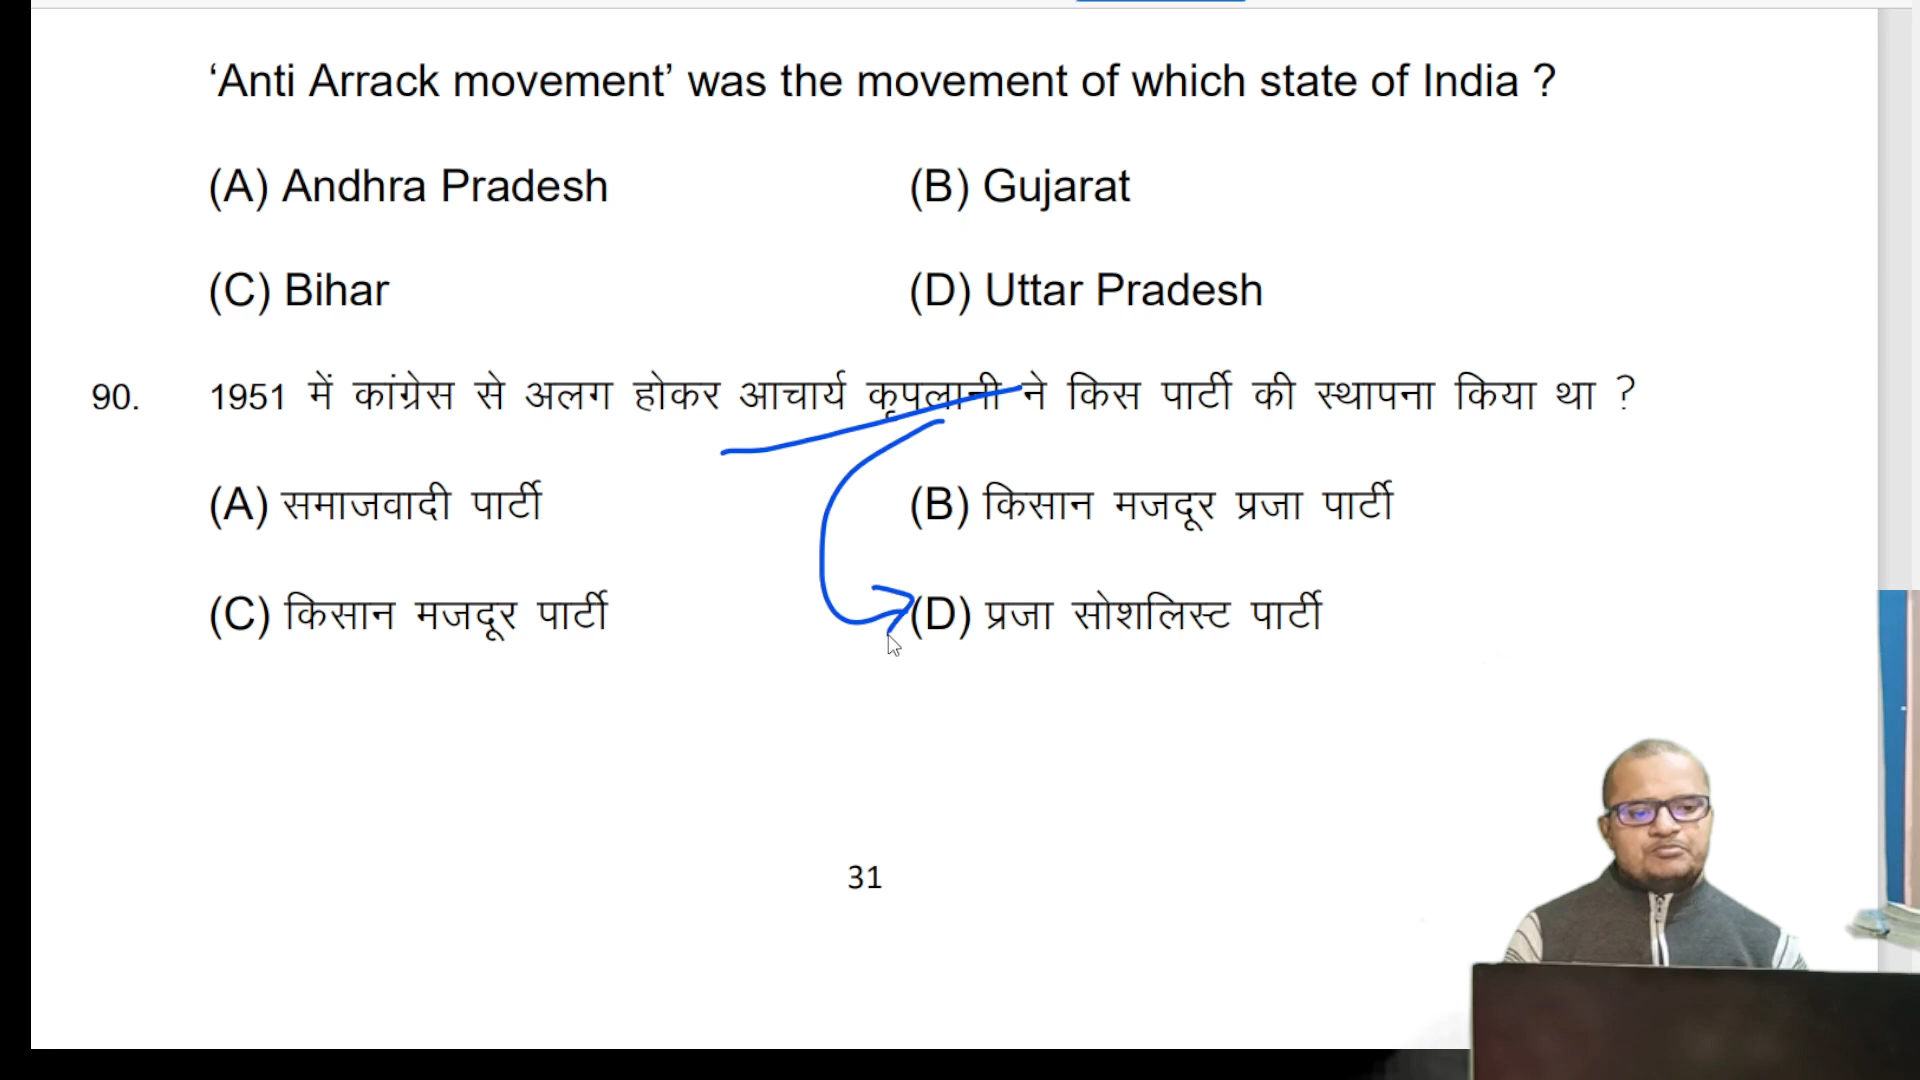 ‘Anti Arrack movement’ was the movement of which state of India ?
(A) Andhra Pradesh (B) Gujarat
(C) Bihar (D) Uttar Pradesh
90. 1951 में कांग्रेस से अलग होकर आचार्य कृपलानी ने किस पार्टी की स्थापना किया था ?
(A) समाजवादी पार्टी (B) किसान मजदूर प्रजा पार्टी
(C) किसान मजदूर पार्टी (D) प्रजा सोशलिस्ट पार्टी
31